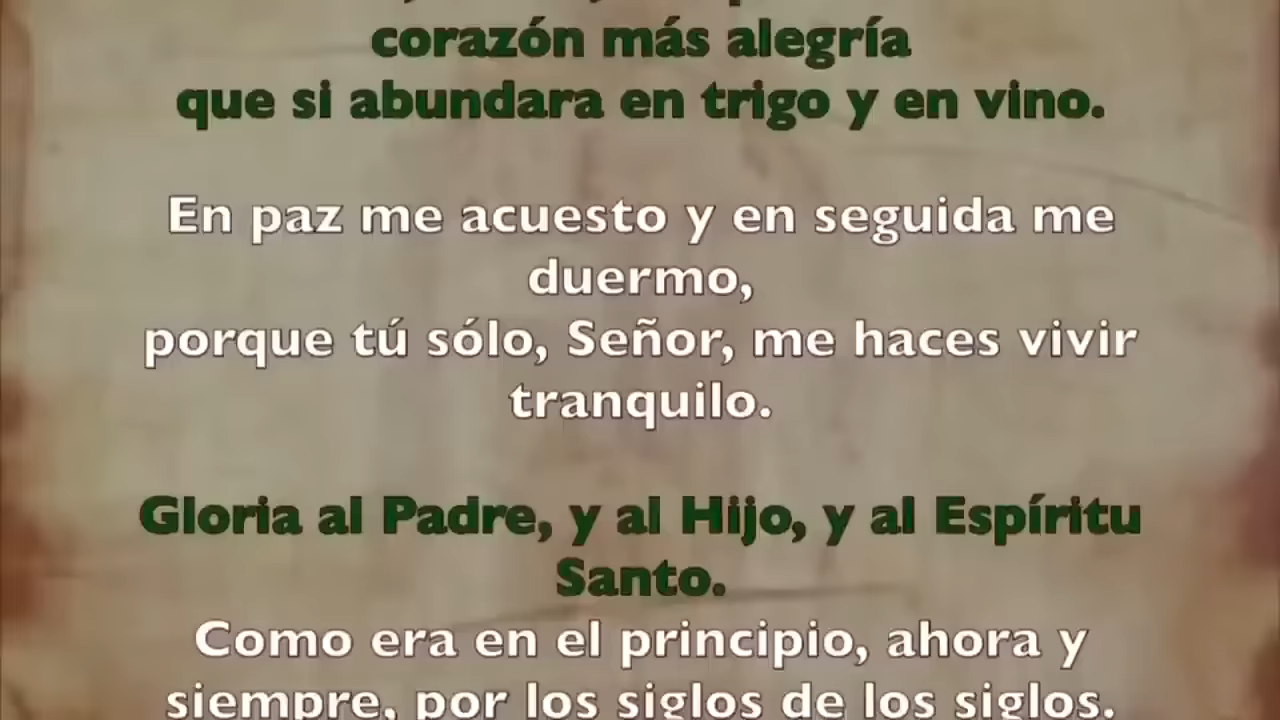 corazón más alegría
que si abundara en trigo y en vino.
En paz me acuesto y en seguida me
duermo,
porque tú sólo, Señor, me haces vivir
tranquilo.
Gloria al Padre, y al Hijo, y al Espíritu
Santo.
Como era en el principio, ahora y
siempre, por los siglos de los siglos.